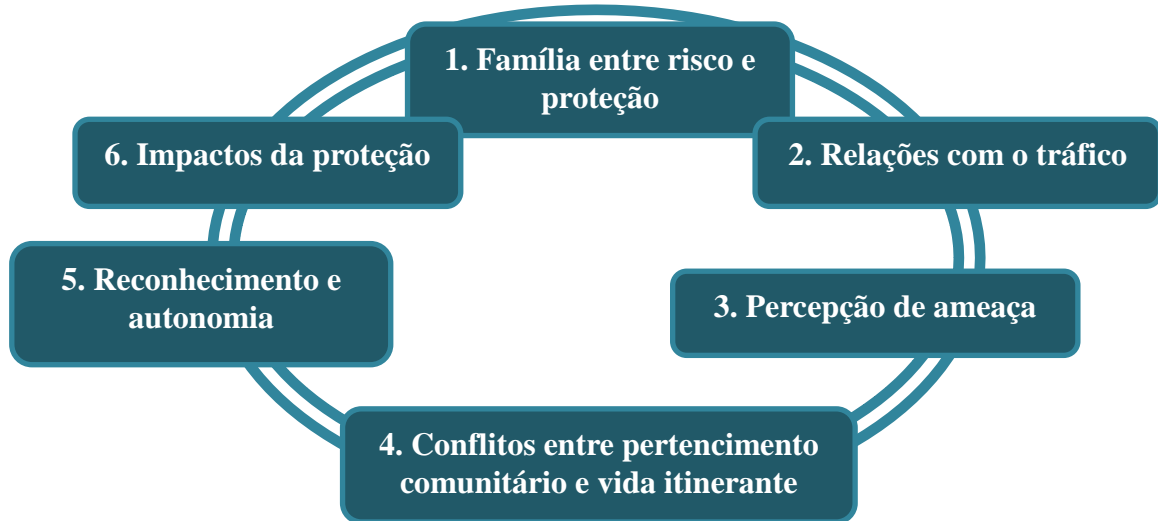 1. Família entre risco e
proteção
2. Relações com o tráfico
3. Percepção de ameaça
4. Conflitos entre pertencimento
comunitário e vida itinerante
5. Reconhecimento e
autonomia
6. Impactos da proteção